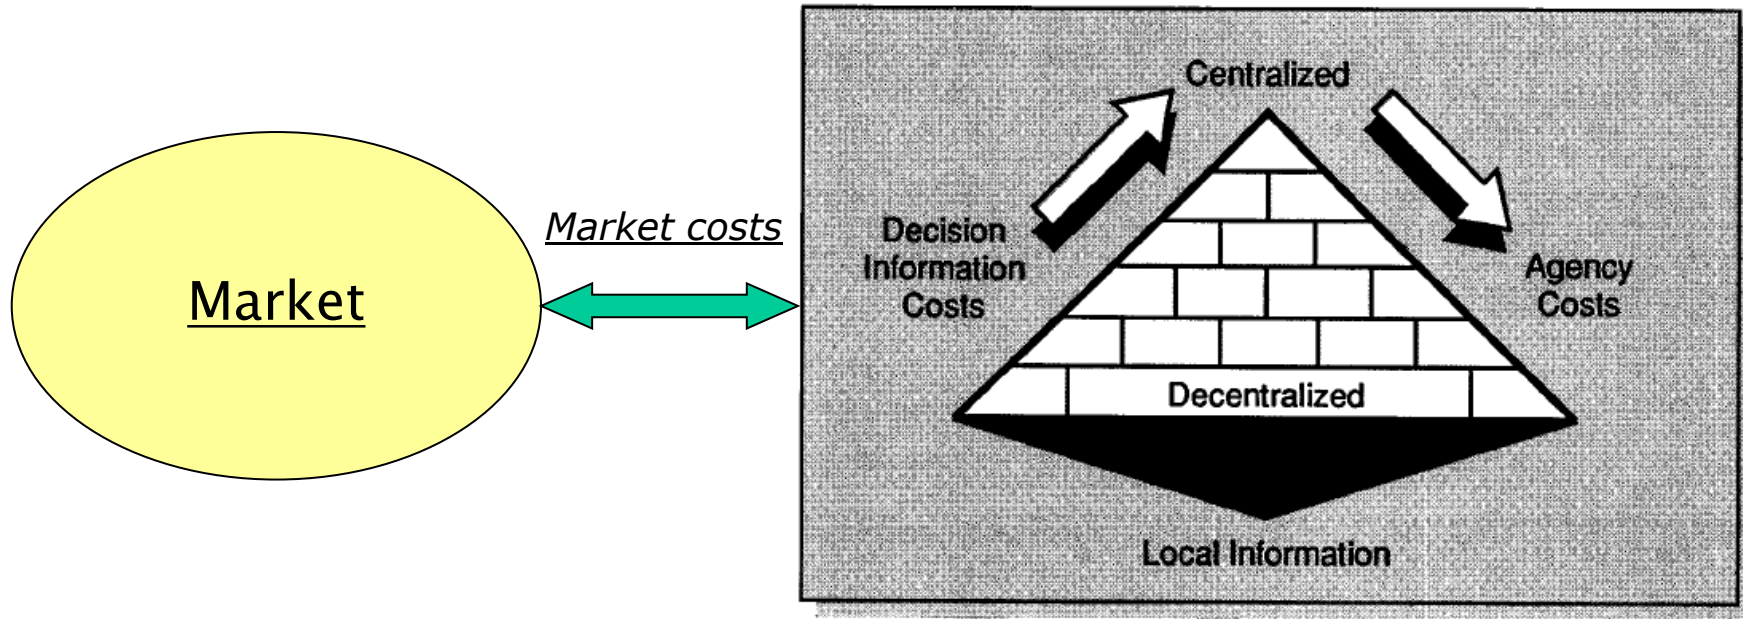 Market
Market costs
Centralized
Decision
Information
Costs
Agency
Costs
Decentralized
Local Information